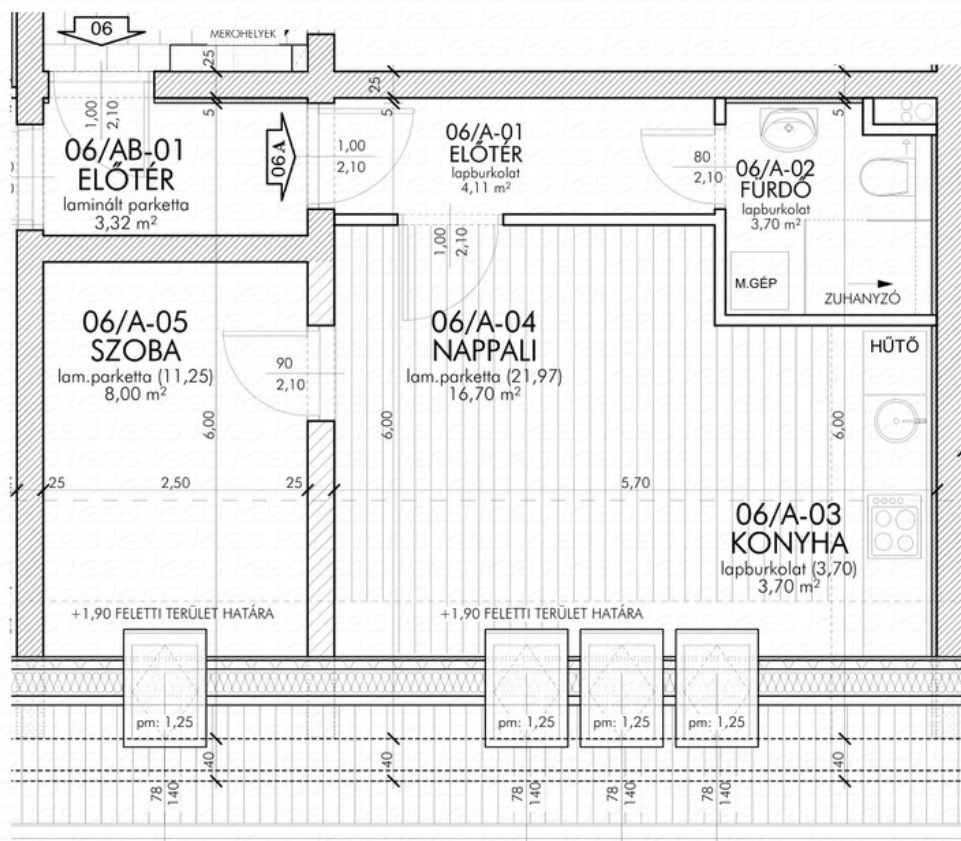 06
MEROHELYEK
25
25
5
5
5
1,00
2,10
06/AB-01
ELŐTÉR
laminált parketta
3,32 m²
06 A
1,00
2,10
06/A-01
ELŐTÉR
lapburkolat
4,11 m²
80
2,10
06/A-02
FÜRDŐ
lapburkolat
3,70 m²
1,00
2,10
M.GÉP
ZUHANYZÓ
06/A-05
SZOBA
lam.parketta (11,25)
8,00 m²
90
2,10
06/A-04
NAPPALI
lam.parketta (21,97)
16,70 m²
HŰTŐ
6,00
6,00
6,00
25
2,50
25
5,70
06/A-03
KONYHA
lapburkolat (3,70)
3,70 m²
+1,90 FELETTI TERÜLET HATÁRA
+1,90 FELETTI TERÜLET HATÁRA
pm: 1,25
pm: 1,25
pm: 1,25
pm: 1,25
40
40
40
78
140
78
140
78
140
78
140